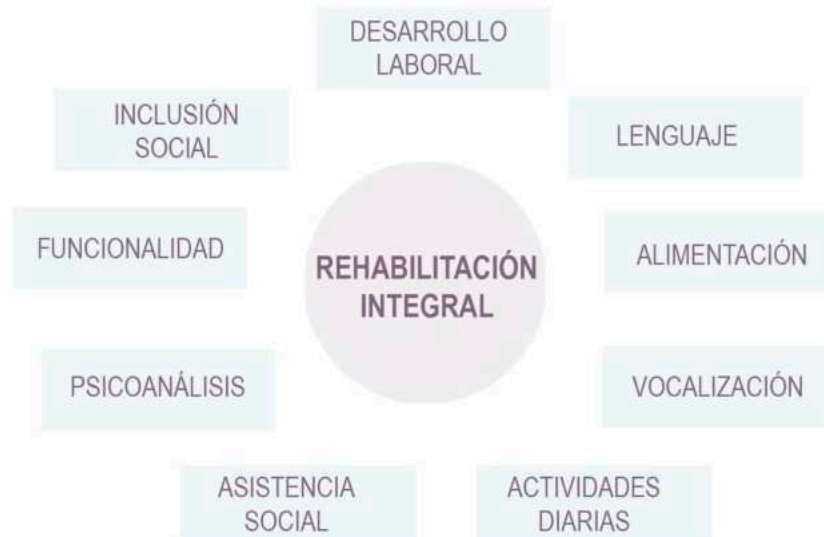 DESARROLLO
LABORAL
INCLUSIÓN
SOCIAL
LENGUAJE
FUNCIONALIDAD
REHABILITACIÓN
INTEGRAL
ALIMENTACIÓN
PSICOANÁLISIS
VOCALIZACIÓN
ASISTENCIA
SOCIAL
ACTIVIDADES
DIARIAS